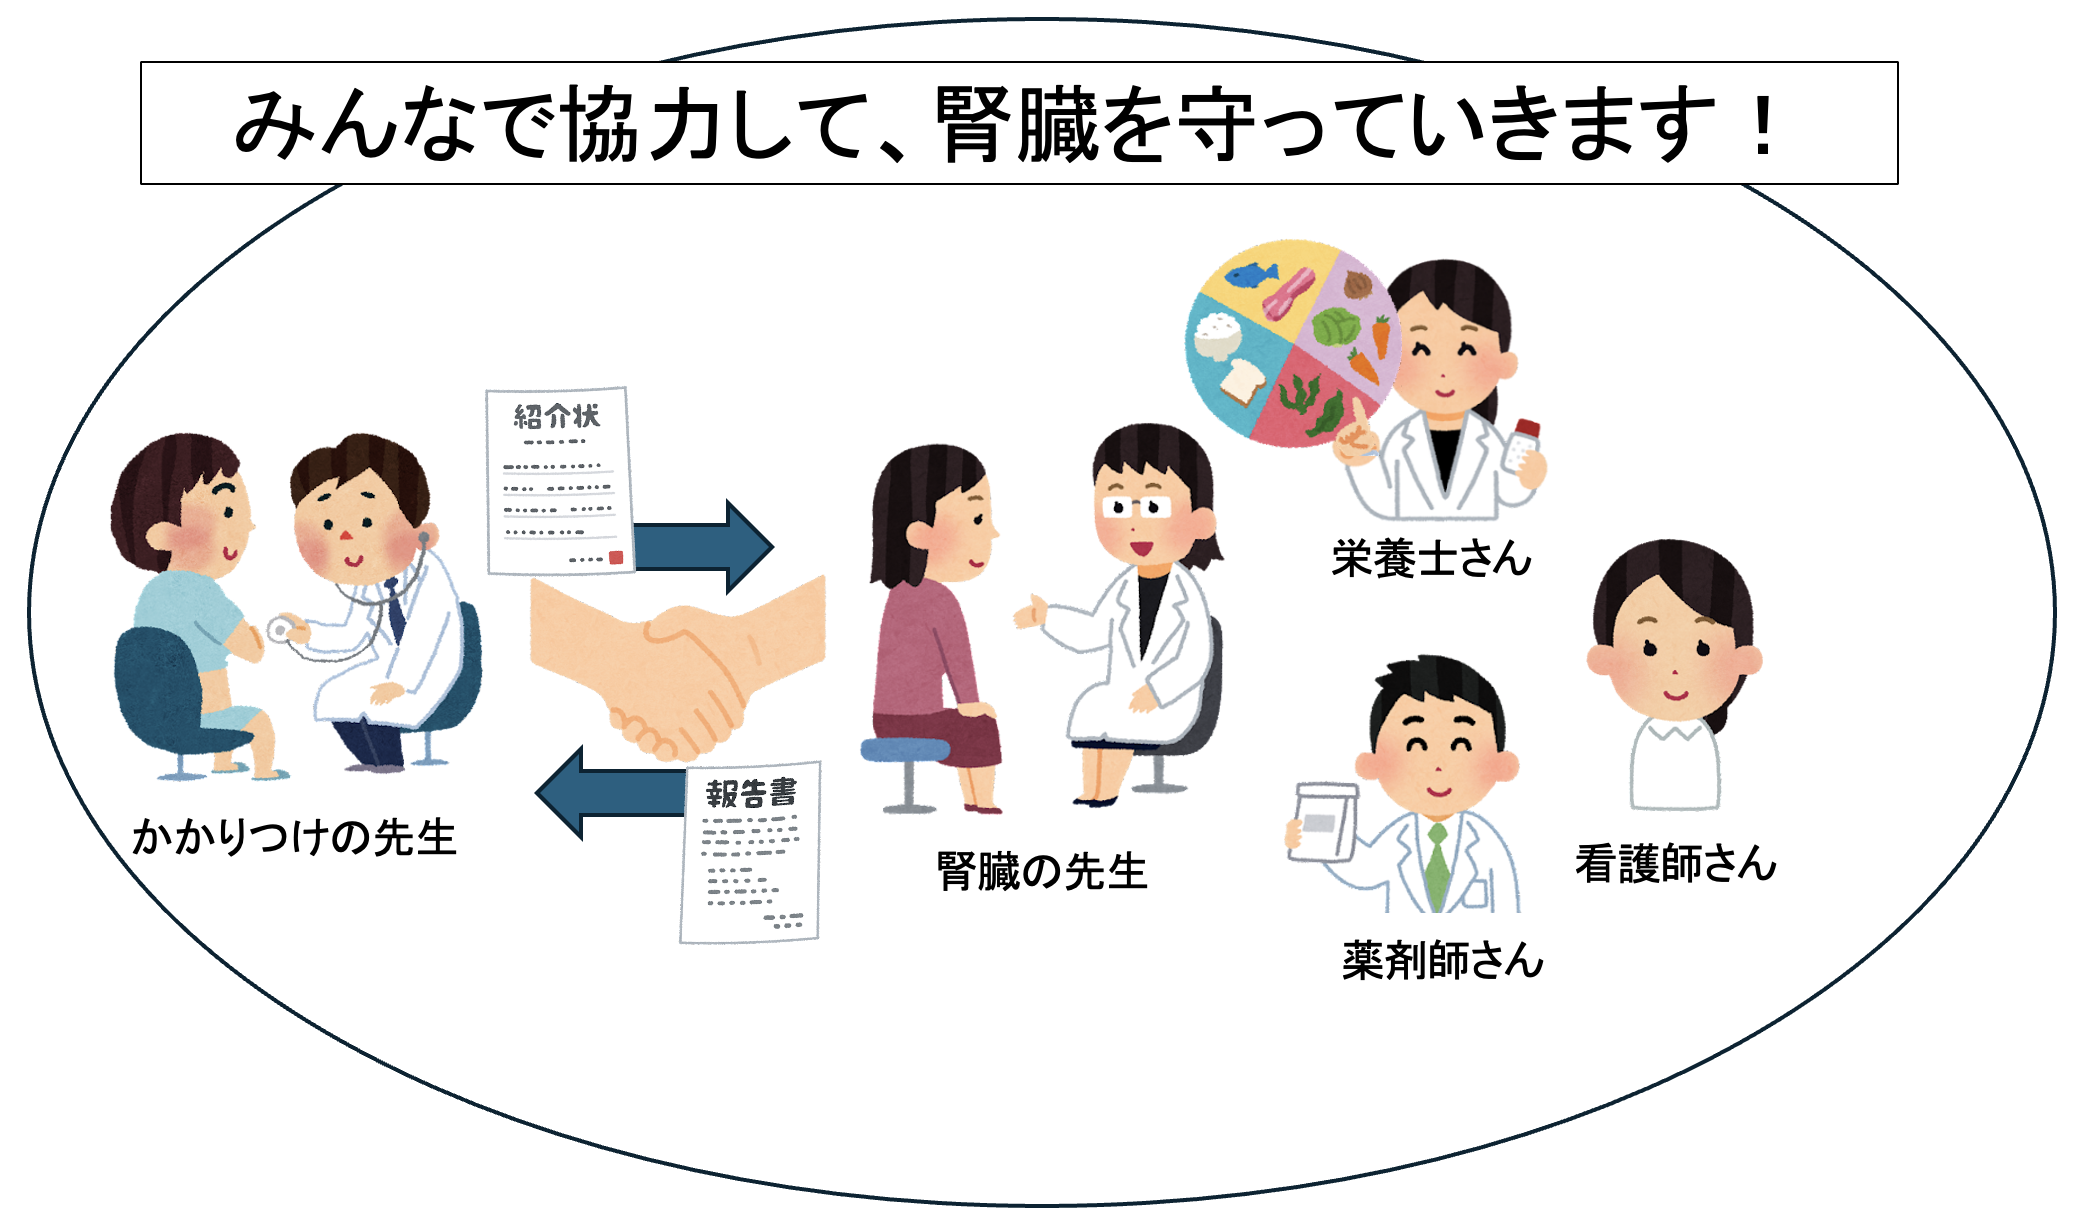 みんなで協力して、腎臓を守っていきます！
紹介状
栄養士さん
報告書
かかりつけの先生
腎臓の先生
看護師さん
薬剤師さん